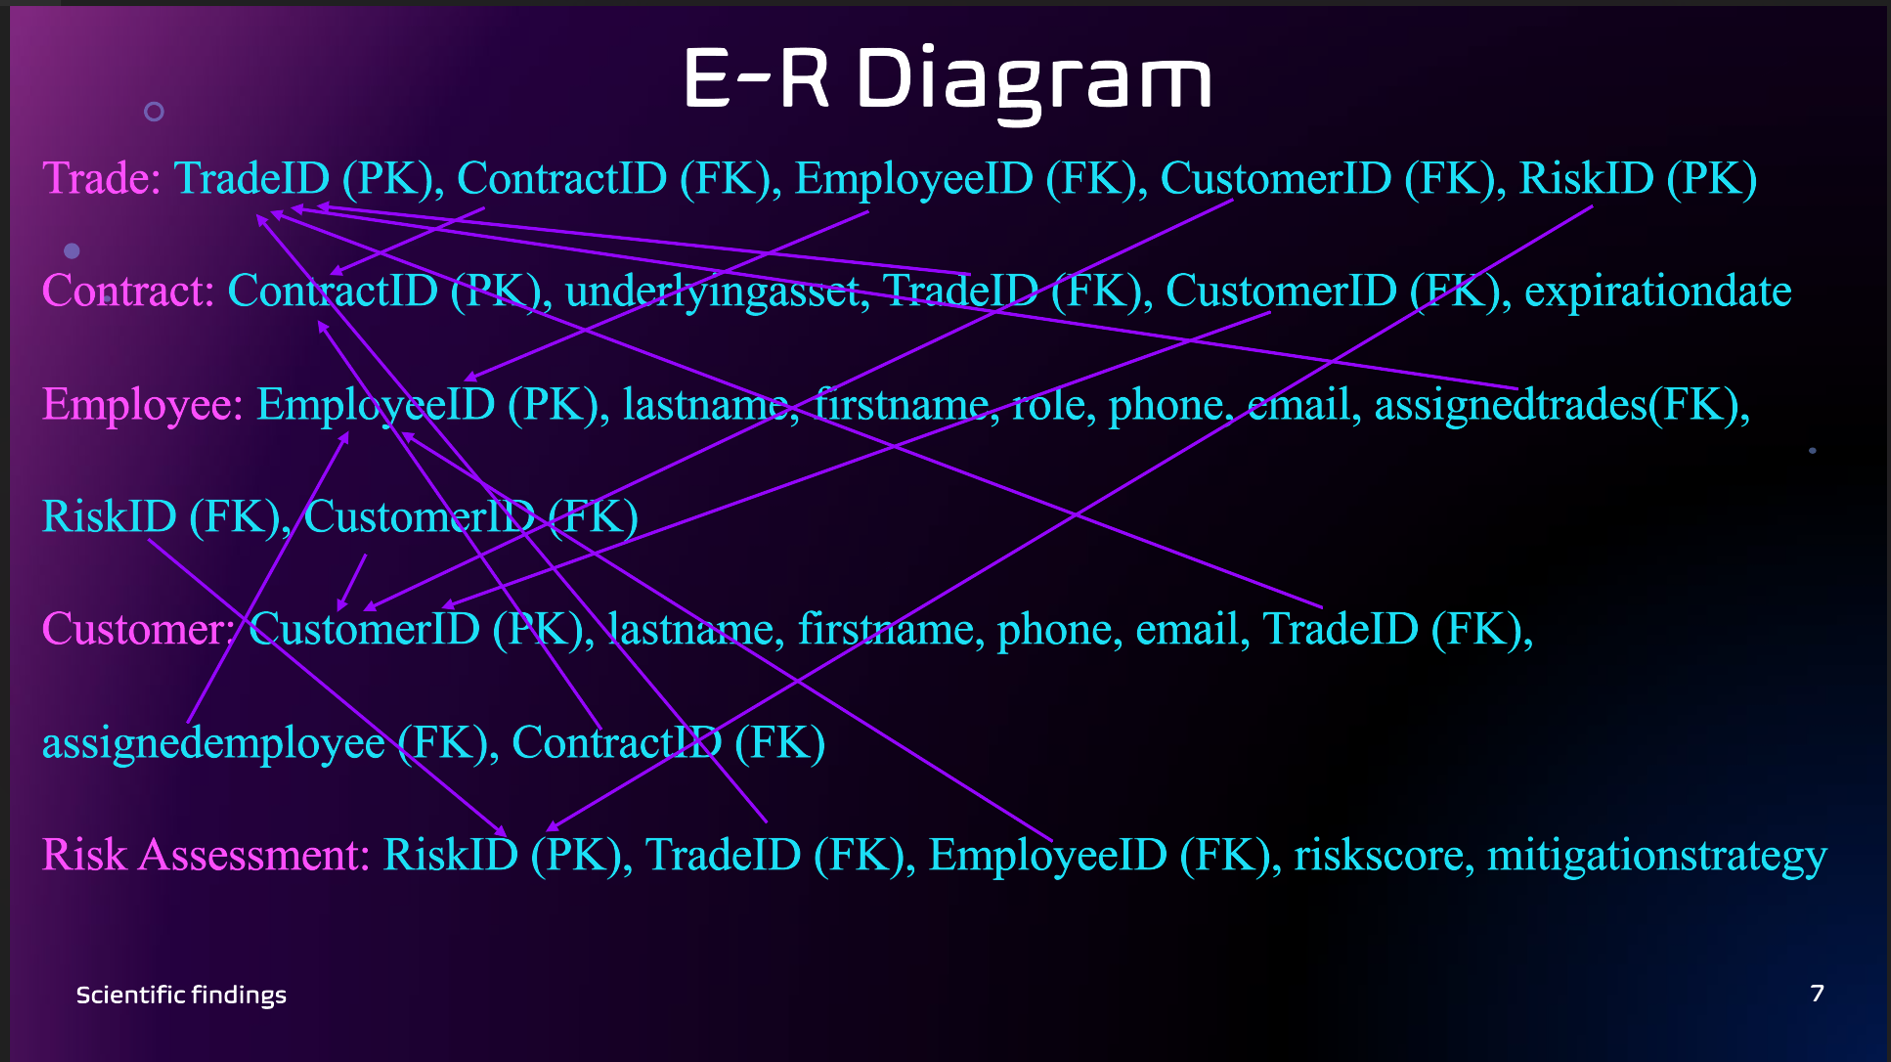 E-R Diagram
Trade: TradeID (PK), ContractID (FK), EmployeeID (FK), CustomerID (FK), RiskID (PK)
Contract: ContractID (PK), underlyingasset, TradeID (FK), CustomerID (FK), expirationdate
Employee: EmployeeID (PK), lastname, firstname, role, phone, email, assignedtrades(FK),
RiskID (FK), CustomerID (FK)
Customer: CustomerID (PK), lastname, firstname, phone, email, TradeID (FK),
assignedemployee (FK), ContractID (FK)
Risk Assessment: RiskID (PK), TradeID (FK), EmployeeID (FK), riskscore, mitigationstrategy
Scientific findings
7